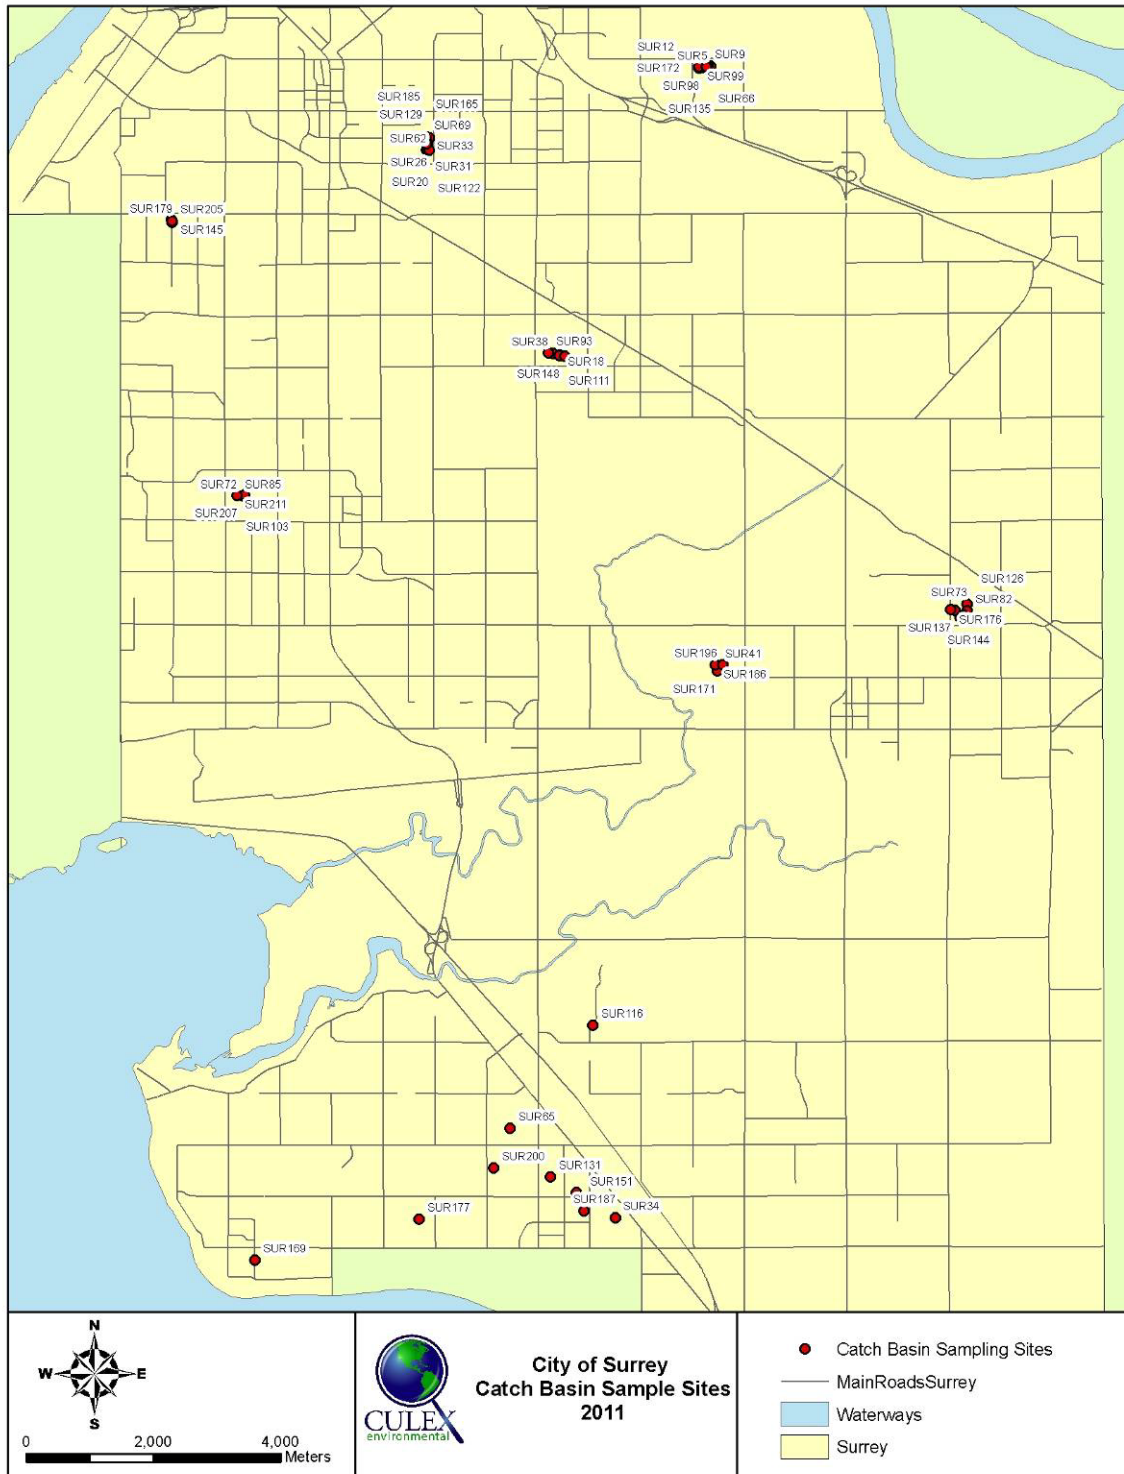 SUR12
SUR5
SUR9
SUR172
SUR99
SUR98
SUR66
SUR135
SUR185
SUR165
SUR129
SUR69
SUR62
SUR33
SUR26
SUR31
SUR20
SUR122
SUR179
SUR205
SUR145
SUR38
SUR93
SUR18
SUR148
SUR111
SUR72
SUR85
SUR211
SUR207
SUR103
SUR126
SUR73
SUR82
SUR176
SUR137
SUR144
SUR196
SUR41
SUR186
SUR171
SUR116
SUR65
SUR200
SUR131
SUR151
SUR187
SUR34
SUR177
SUR169
N
W
E
S
0
2,000
4,000
Meters
CULEX
environmental
City of Surrey
Catch Basin Sample Sites
2011
Catch Basin Sampling Sites
MainRoadsSurrey
Waterways
Surrey